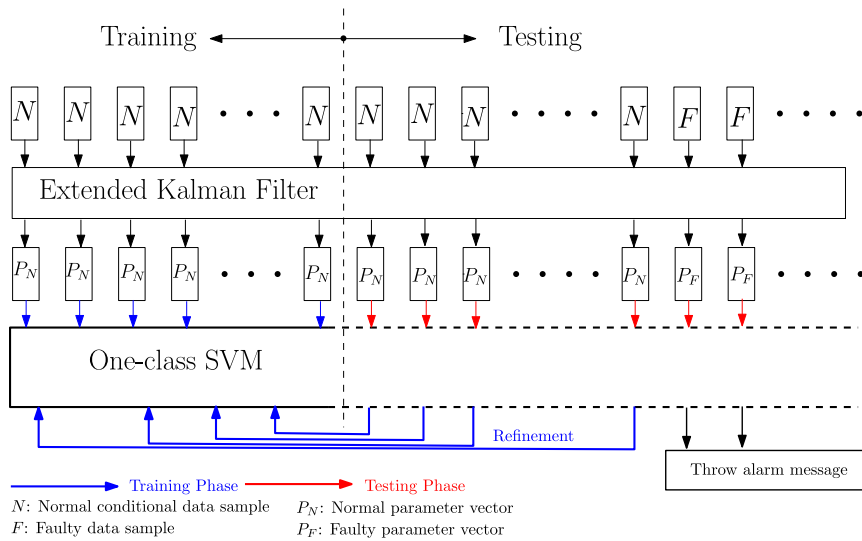 Training Testing
N N N N N N N N N F F
Extended Kalman Filter
P_N P_N P_N P_N P_N P_N P_N P_N P_N P_F P_F
One-class SVM
Refinement
Throw alarm message
Training Phase Testing Phase
N: Normal conditional data sample P_N: Normal parameter vector
F: Faulty data sample P_F: Faulty parameter vector